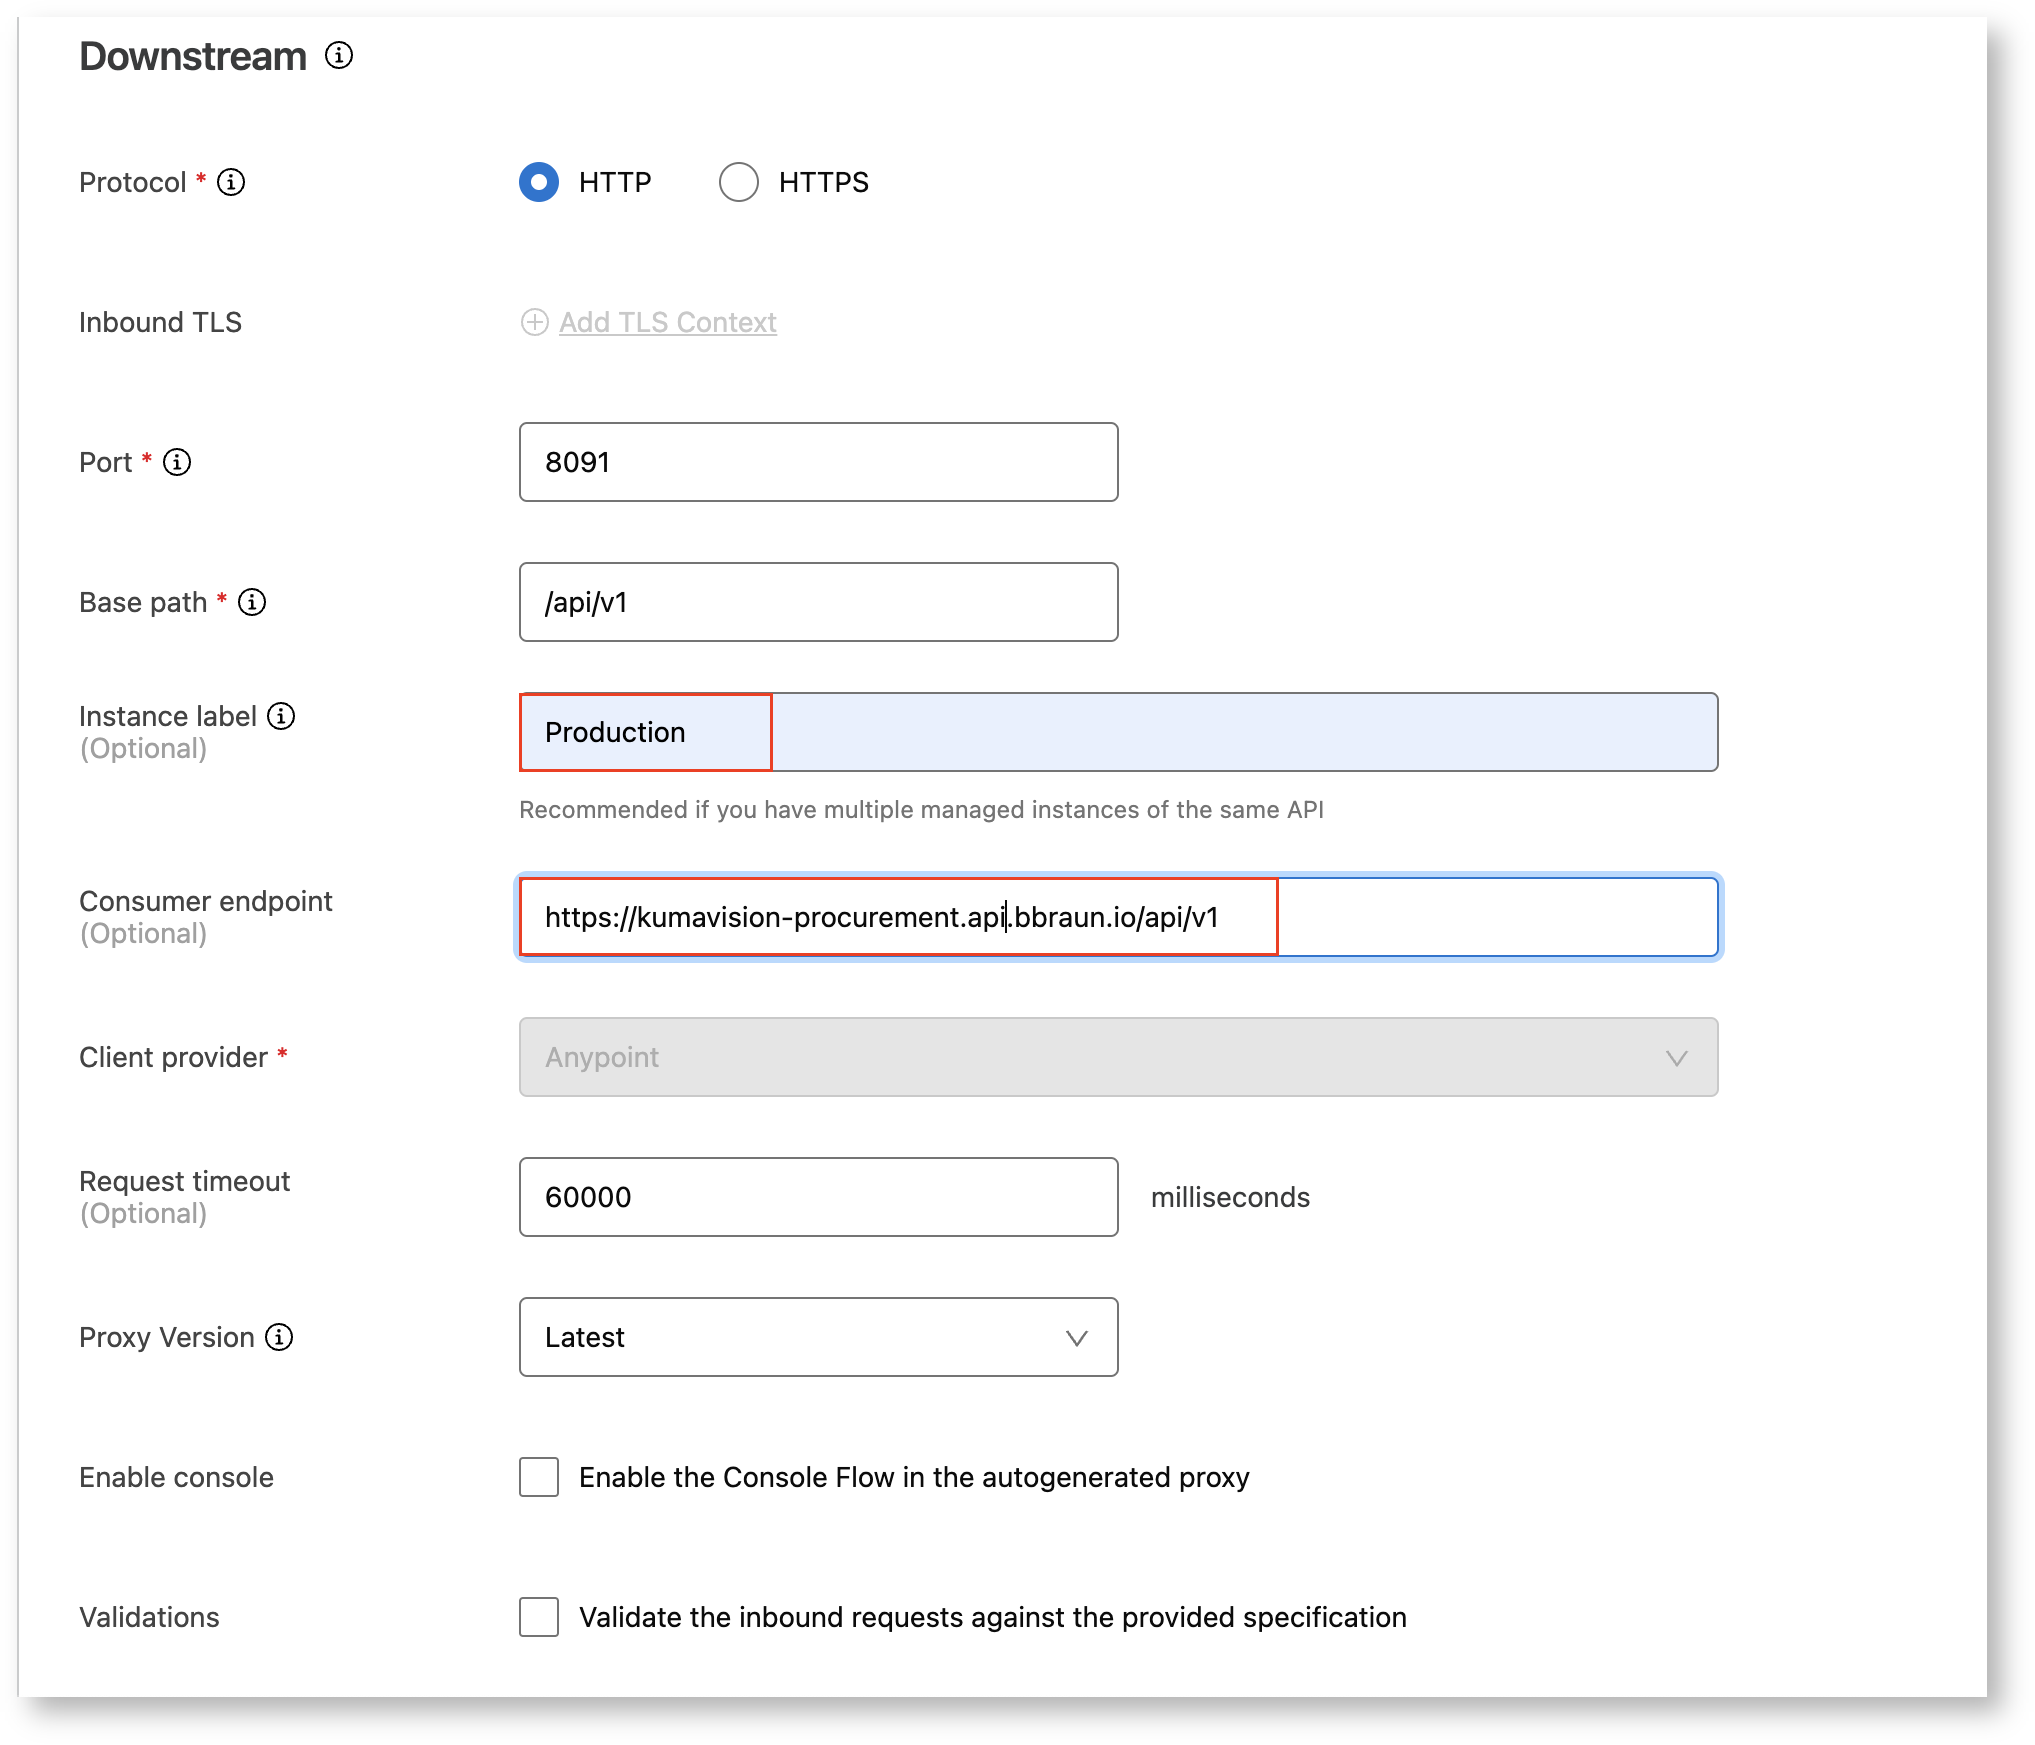 Downstream
Protocol * HTTP HTTPS
Inbound TLS Add TLS Context
Port * 8091
Base path * /api/v1
Instance label Production
(Optional)
Recommended if you have multiple managed instances of the same API
Consumer endpoint https://kumavision-procurement.api.bbraun.io/api/v1
(Optional)
Client provider * Anypoint
Request timeout 60000 milliseconds
(Optional)
Proxy Version Latest
Enable console Enable the Console Flow in the autogenerated proxy
Validations Validate the inbound requests against the provided specification